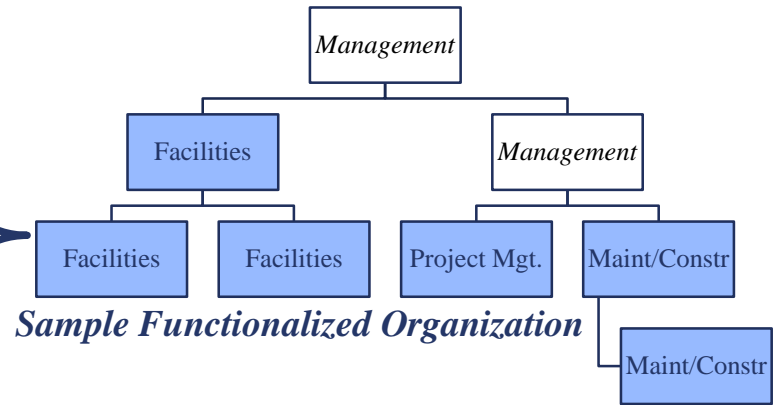 Management
Facilities
Management
Facilities
Facilities
Project Mgt.
Maint/Constr
Sample Functionalized Organization
Maint/Constr